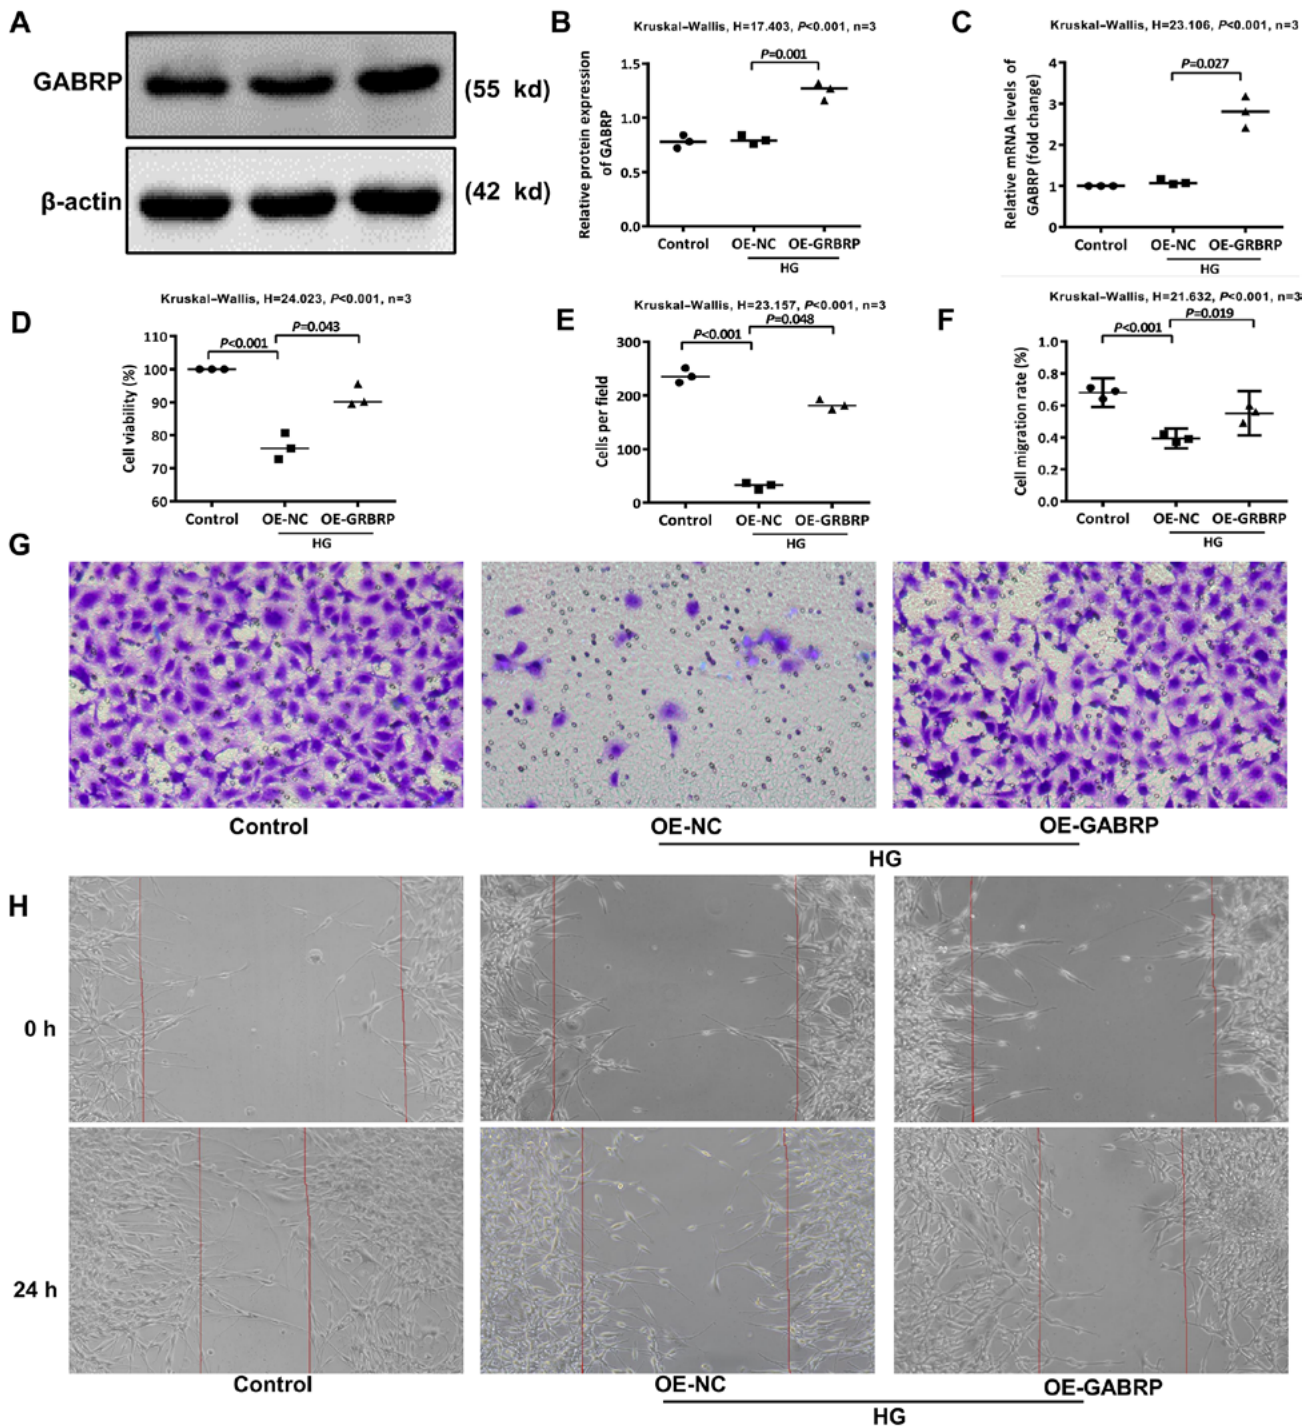 A
GABRP
(55 kd)
β-actin
(42 kd)
B
Kruskal–Wallis, H=17.403, P<0.001, n=3
P=0.001
Relative protein expression
of GABRP
1.5
1.0
0.5
0.0
Control
OE-NC
OE-GRBRP
HG
C
Kruskal–Wallis, H=23.106, P<0.001, n=3
P=0.027
Relative mRNA levels of
GABRP (fold change)
4
3
2
1
0
Control
OE-NC
OE-GRBRP
HG
D
Kruskal–Wallis, H=24.023, P<0.001, n=3
P<0.001
P=0.043
Cell viability (%)
110
100
90
80
70
60
Control
OE-NC
OE-GRBRP
HG
E
Kruskal–Wallis, H=23.157, P<0.001, n=3
P<0.001
P=0.048
Cells per field
300
200
100
0
Control
OE-NC
OE-GRBRP
HG
F
Kruskal–Wallis, H=21.632, P<0.001, n=3
P<0.001
P=0.019
Cell migration rate (%)
1.0
0.8
0.6
0.4
0.2
0.0
Control
OE-NC
OE-GRBRP
HG
G
Control
OE-NC
OE-GABRP
HG
H
0 h
24 h
Control
OE-NC
OE-GABRP
HG